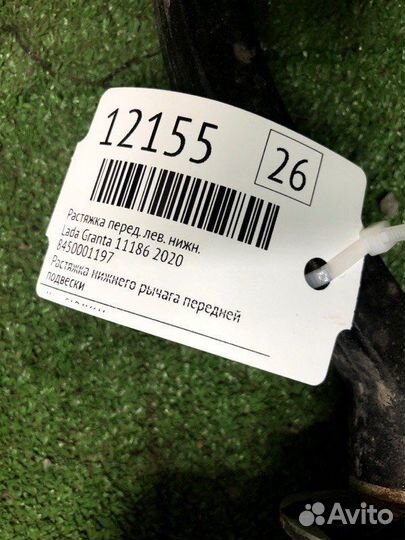 12155
26
Растяжка перед. лев. нижн.
Lada Granta 11186 2020
8450001197
Растяжка нижнего рычага передней
подвески
Avito